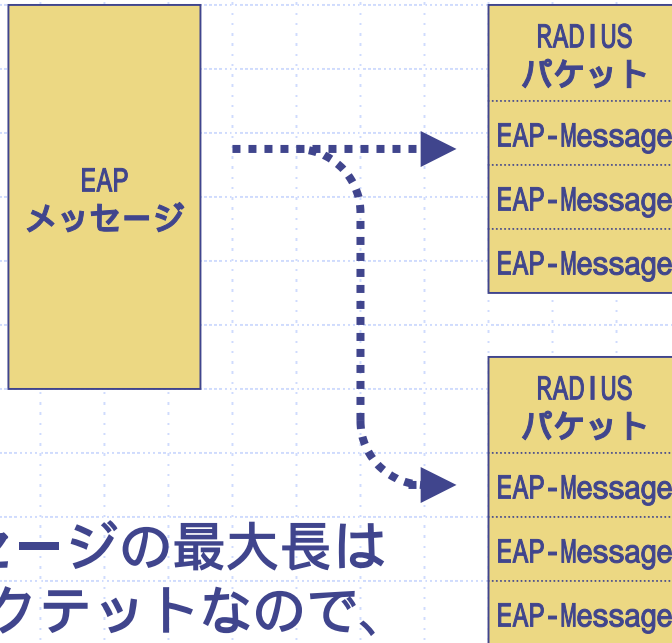 EAP
メッセージ
RADIUS
パケット
EAP-Message
EAP-Message
EAP-Message
RADIUS
パケット
EAP-Message
EAP-Message
EAP-Message
セージの最大長は
クテットなので、